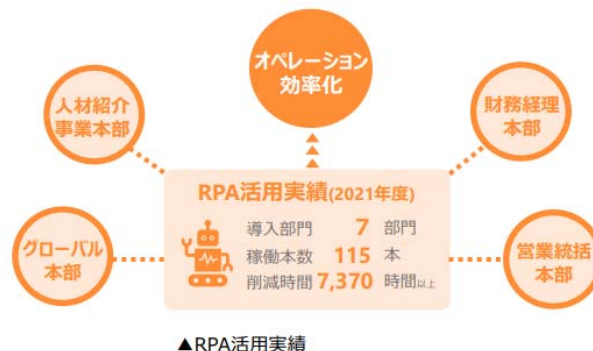 オペレーション
効率化
人材紹介
事業本部
財務経理
本部
RPA活用実績(2021年度)
導入部門 7 部門
稼働本数 115 本
削減時間 7,370 時間以上
グローバル
本部
営業統括
本部
▲RPA活用実績